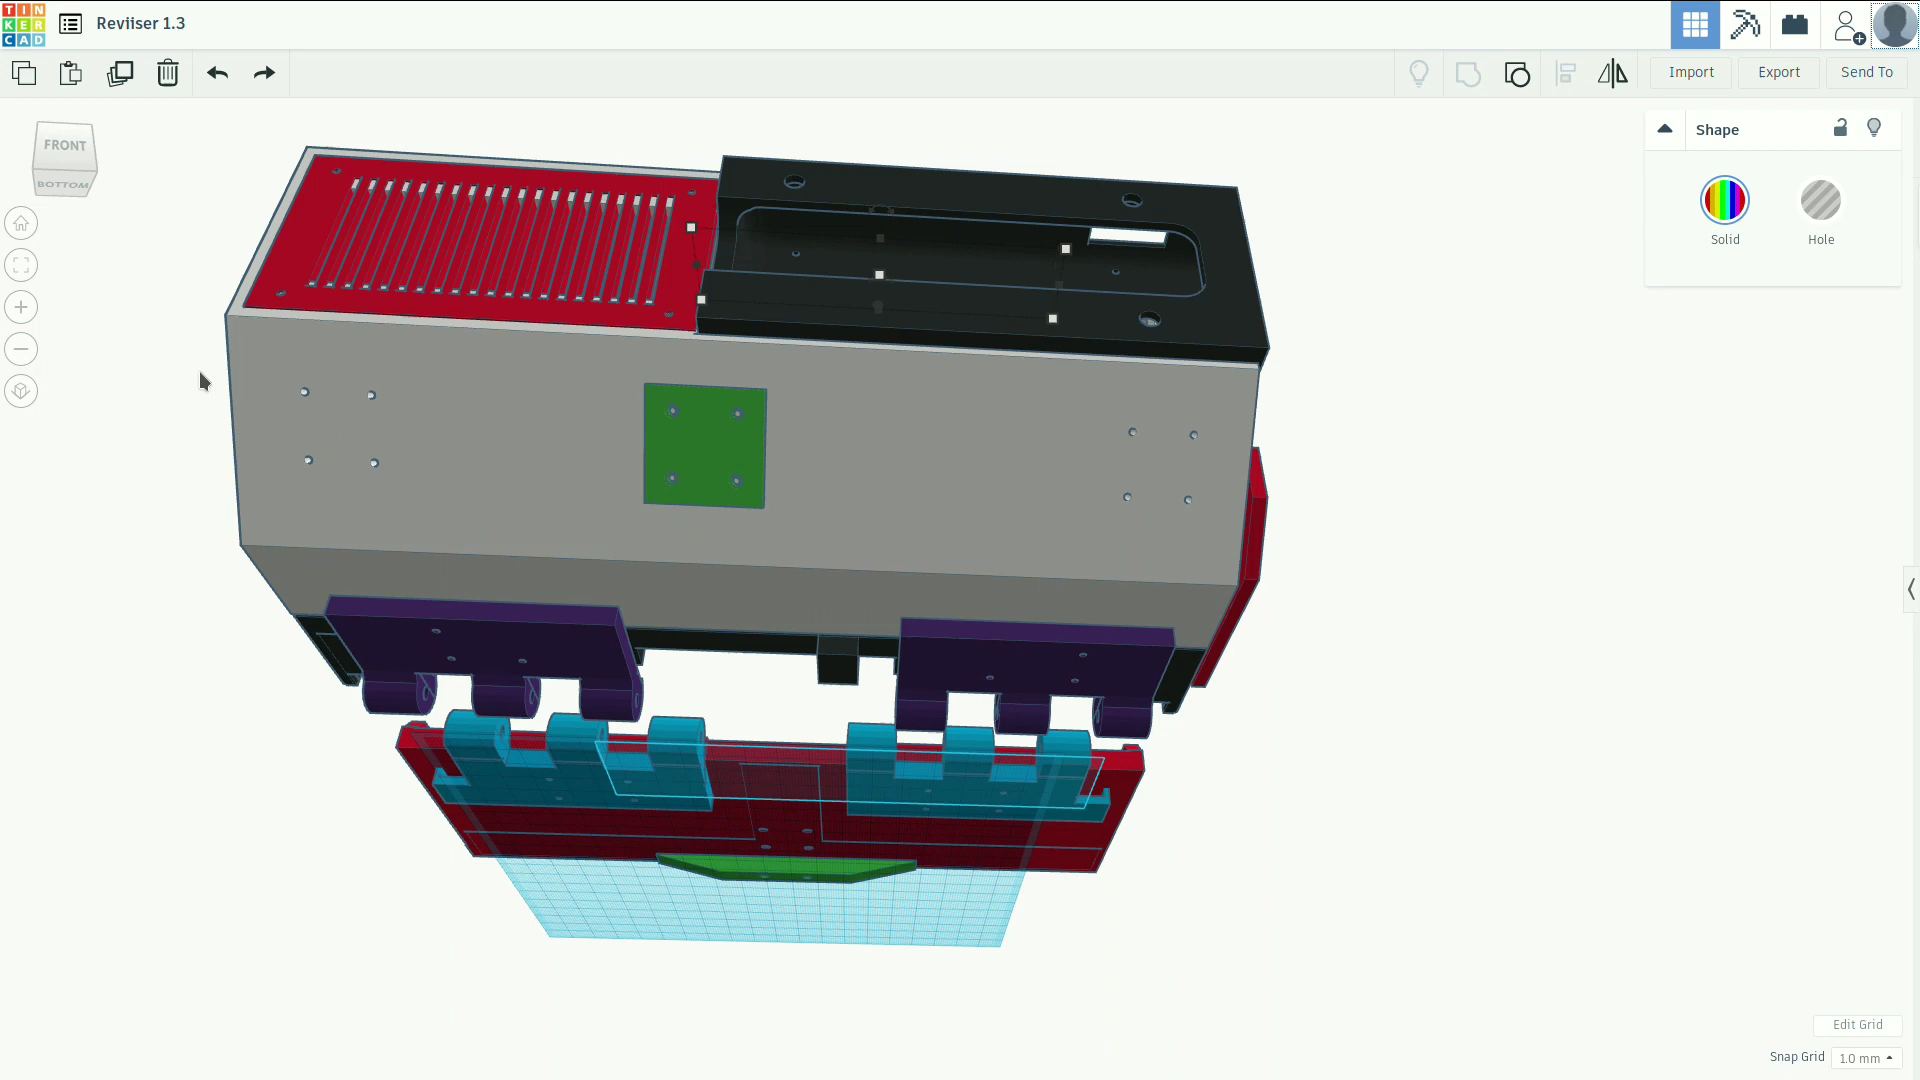 TIN
KER
CAD
Reviiser 1.3
Import
Export
Send To
FRONT
BOTTOM
Shape
Solid
Hole
Edit Grid
Snap Grid
1.0 mm